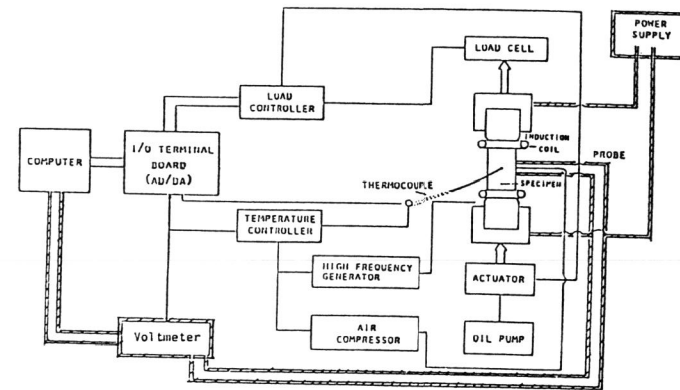 POWER
SUPPLY
LOAD CELL
LOAD
CONTROLLER
INDUCTION
COIL
I/O TERMINAL
BOARD
(AD/DA)
COMPUTER
PROBE
THERMOCOUPLE
SPECIMEN
TEMPERATURE
CONTROLLER
HIGH FREQUENCY
GENERATOR
ACTUATOR
Voltmeter
AIR
COMPRESSOR
OIL PUMP